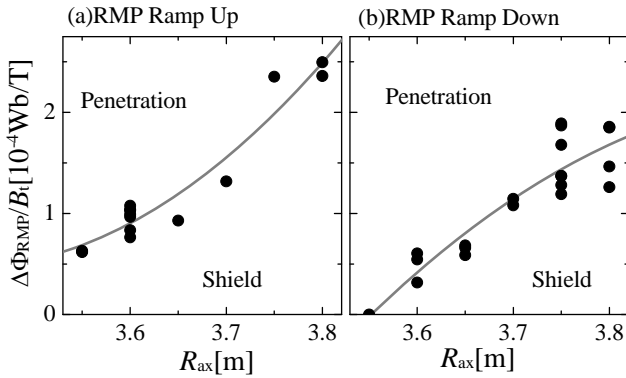 (a)RMP Ramp Up
(b)RMP Ramp Down
ΔΦRMP/Bt[10-4Wb/T]
2
1
0
Penetration
Shield
Penetration
Shield
3.6 3.7 3.8
3.6 3.7 3.8
Rax[m]
Rax[m]